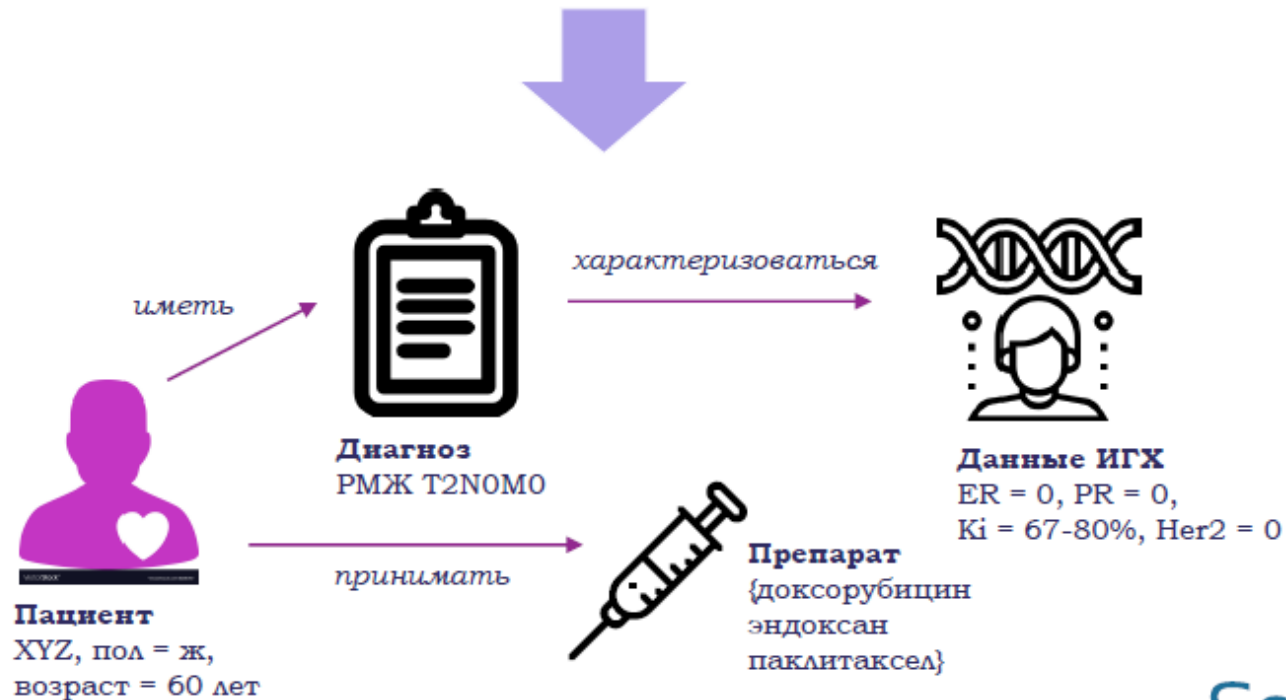 иметь
характеризоваться
Диагноз
РМЖ T2N0M0
Данные ИГХ
ER = 0, PR = 0,
Ki = 67-80%, Her2 = 0
принимать
Препарат
{доксорубицин
эндоксан
паклитаксел}
Пациент
XYZ, пол = ж,
возраст = 60 лет